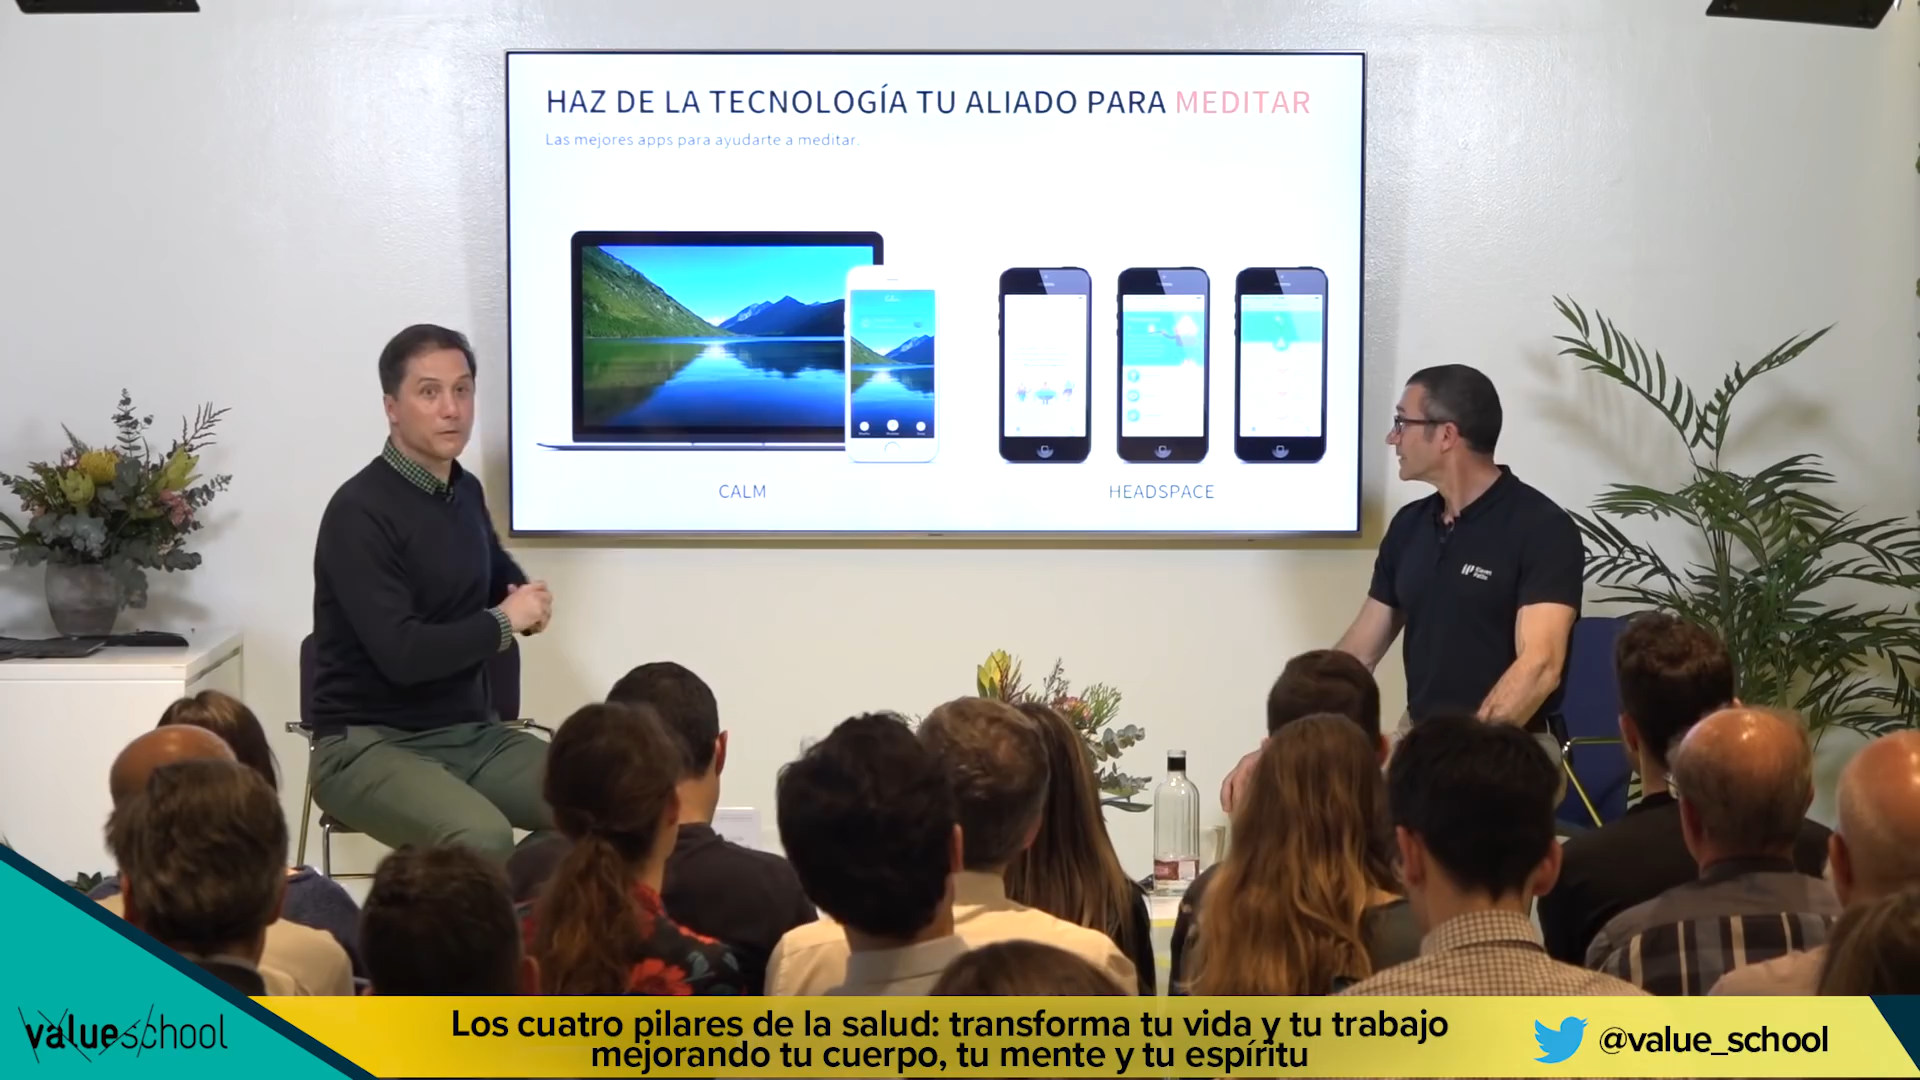 HAZ DE LA TECNOLOGÍA TU ALIADO PARA MEDITAR
Las mejores apps para ayudarte a meditar.
CALM
HEADSPACE
valueschool
Los cuatro pilares de la salud: transforma tu vida y tu trabajo
mejorando tu cuerpo, tu mente y tu espíritu
@value_school